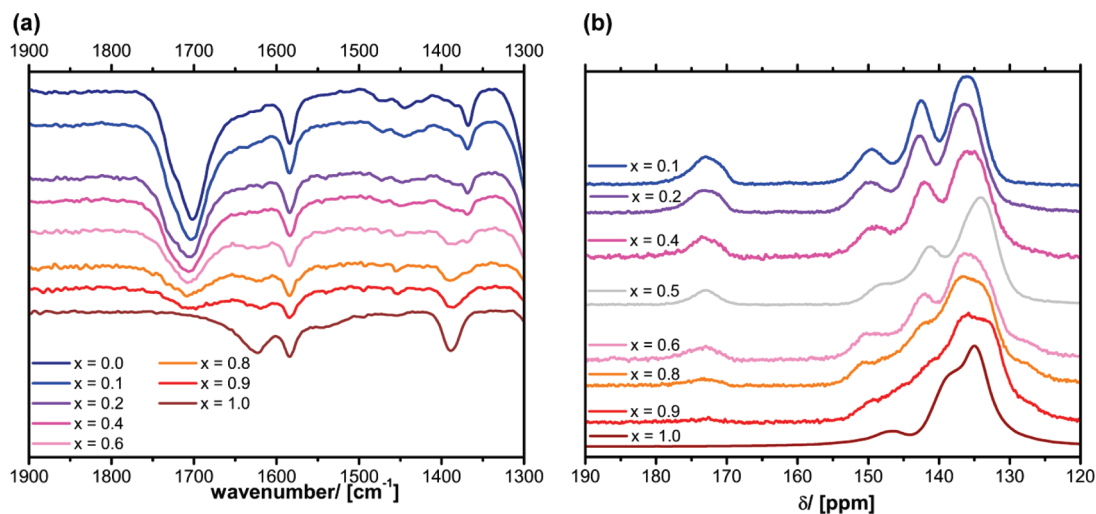 (a)
1900 1800 1700 1600 1500 1400 1300
x = 0.0
x = 0.1
x = 0.2
x = 0.4
x = 0.6
x = 0.8
x = 0.9
x = 1.0
1900 1800 1700 1600 1500 1400 1300
wavenumber/ [cm⁻¹]
(b)
x = 0.1
x = 0.2
x = 0.4
x = 0.5
x = 0.6
x = 0.8
x = 0.9
x = 1.0
190 180 170 160 150 140 130 120
δ/ [ppm]